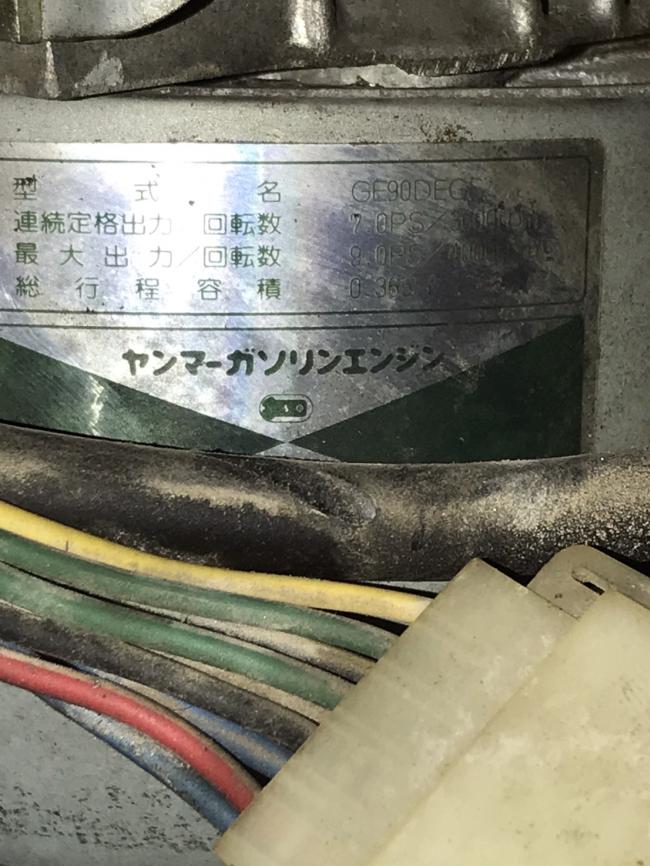 型式名 GE90DEG
連続定格出力/回転数 7.0PS/
最大出力/回転数 9.0PS/
総行程容積
ヤンマーガソリンエンジン